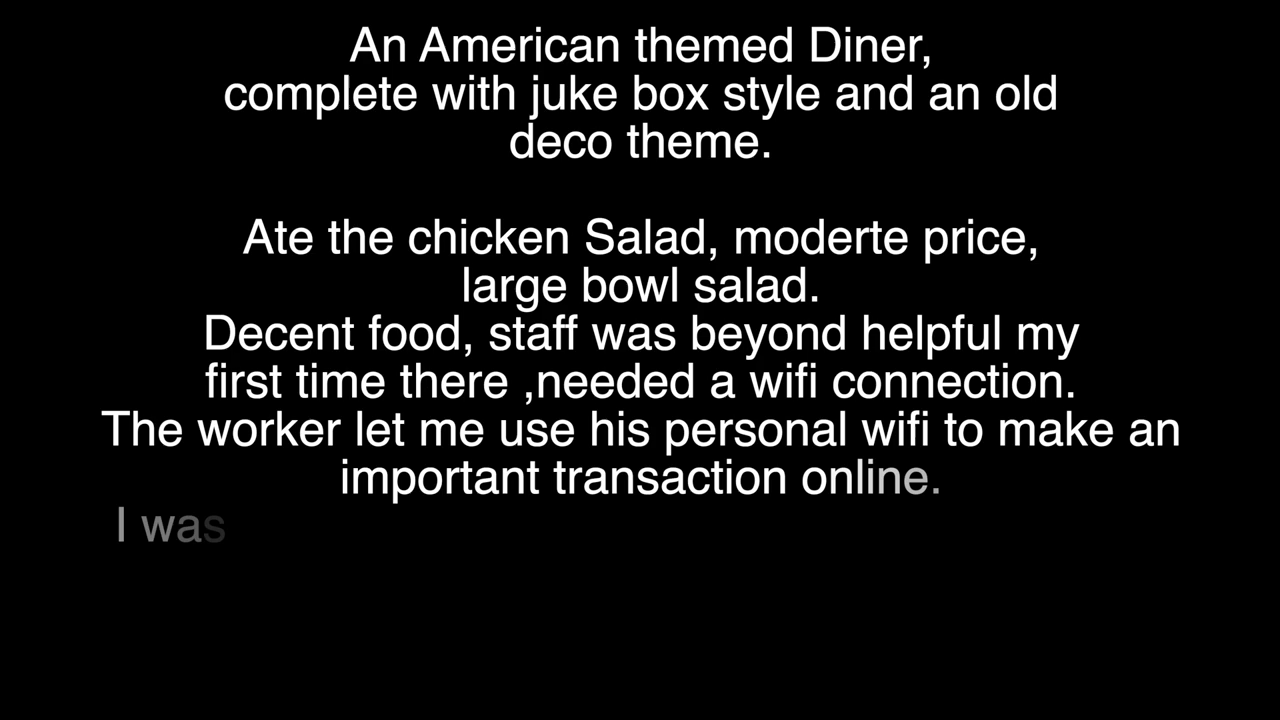 An American themed Diner,
complete with juke box style and an old
deco theme.
Ate the chicken Salad, moderte price,
large bowl salad.
Decent food, staff was beyond helpful my
first time there ,needed a wifi connection.
The worker let me use his personal wifi to make an
important transaction online.
I was